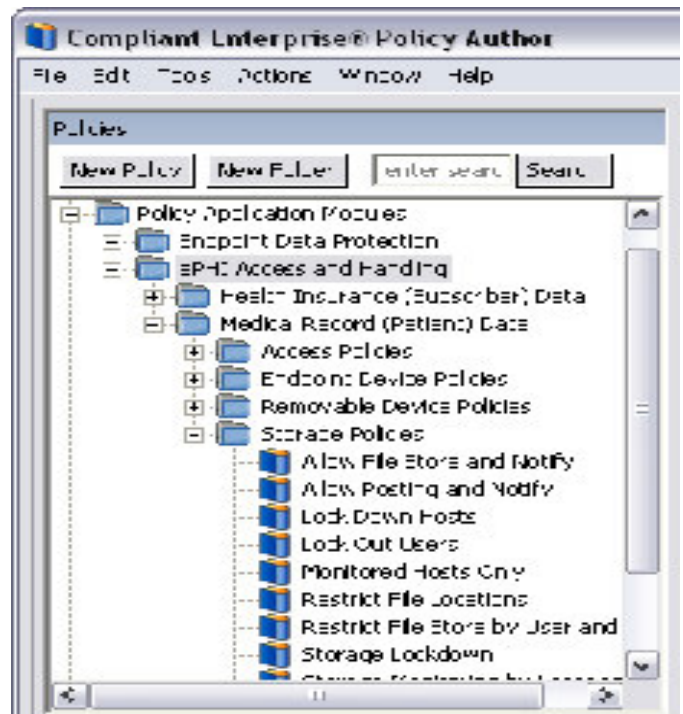 Compliant Enterprise® Policy Author
File Edit Tools Actions Window Help
Policies
New Policy New Folder enter searc Searc
Policy Application Modules
Endpoint Data Protection
ePHI Access and Handling
Health Insurance (Subscriber) Data
Medical Record (Patient) Data
Access Policies
Endpoint Device Policies
Removable Device Policies
Storage Policies
Allow File Store and Notify
Allow Posting and Notify
Lock Down Hosts
Lock Out Users
Monitored Hosts Only
Restrict File Locations
Restrict File Store by User and
Storage Lockdown